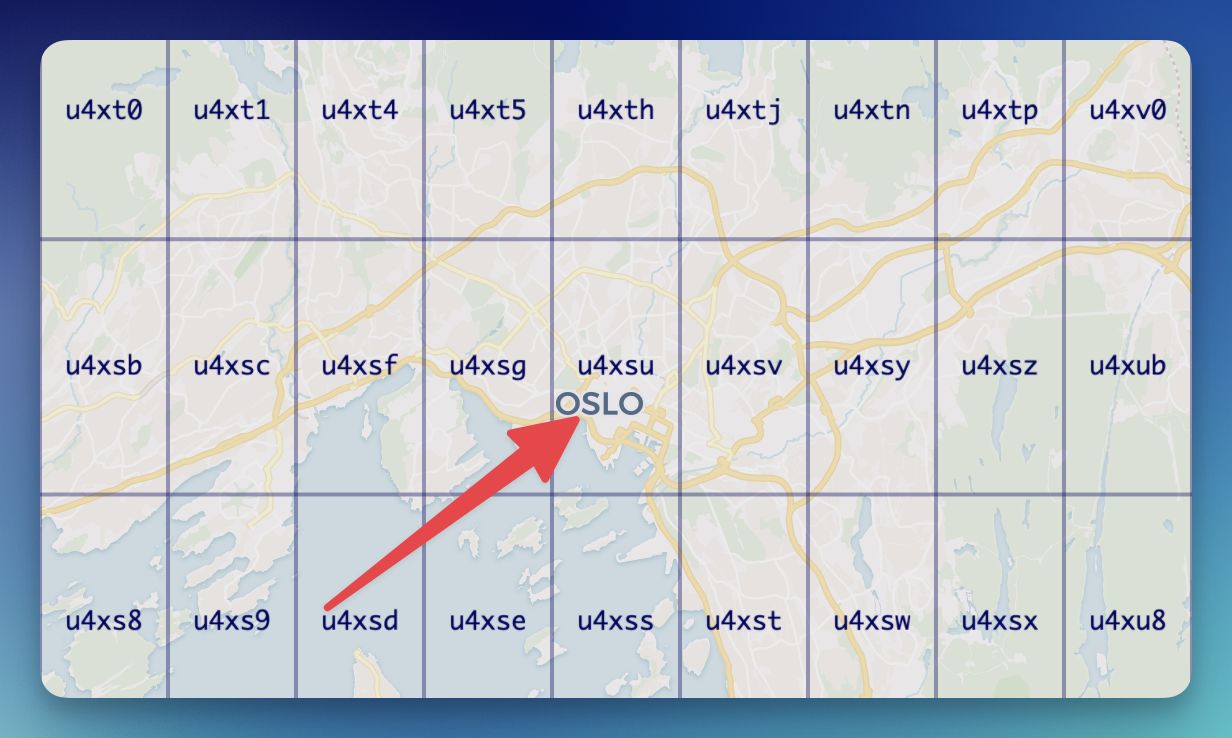 u4xt0 u4xt1 u4xt4 u4xt5 u4xth u4xtj u4xtn u4xtp u4xv0
u4xsb u4xsc u4xsf u4xsg u4xsu u4xsv u4xsy u4xsz u4xub
OSLO
u4xs8 u4xs9 u4xsd u4xse u4xss u4xst u4xsw u4xsx u4xu8